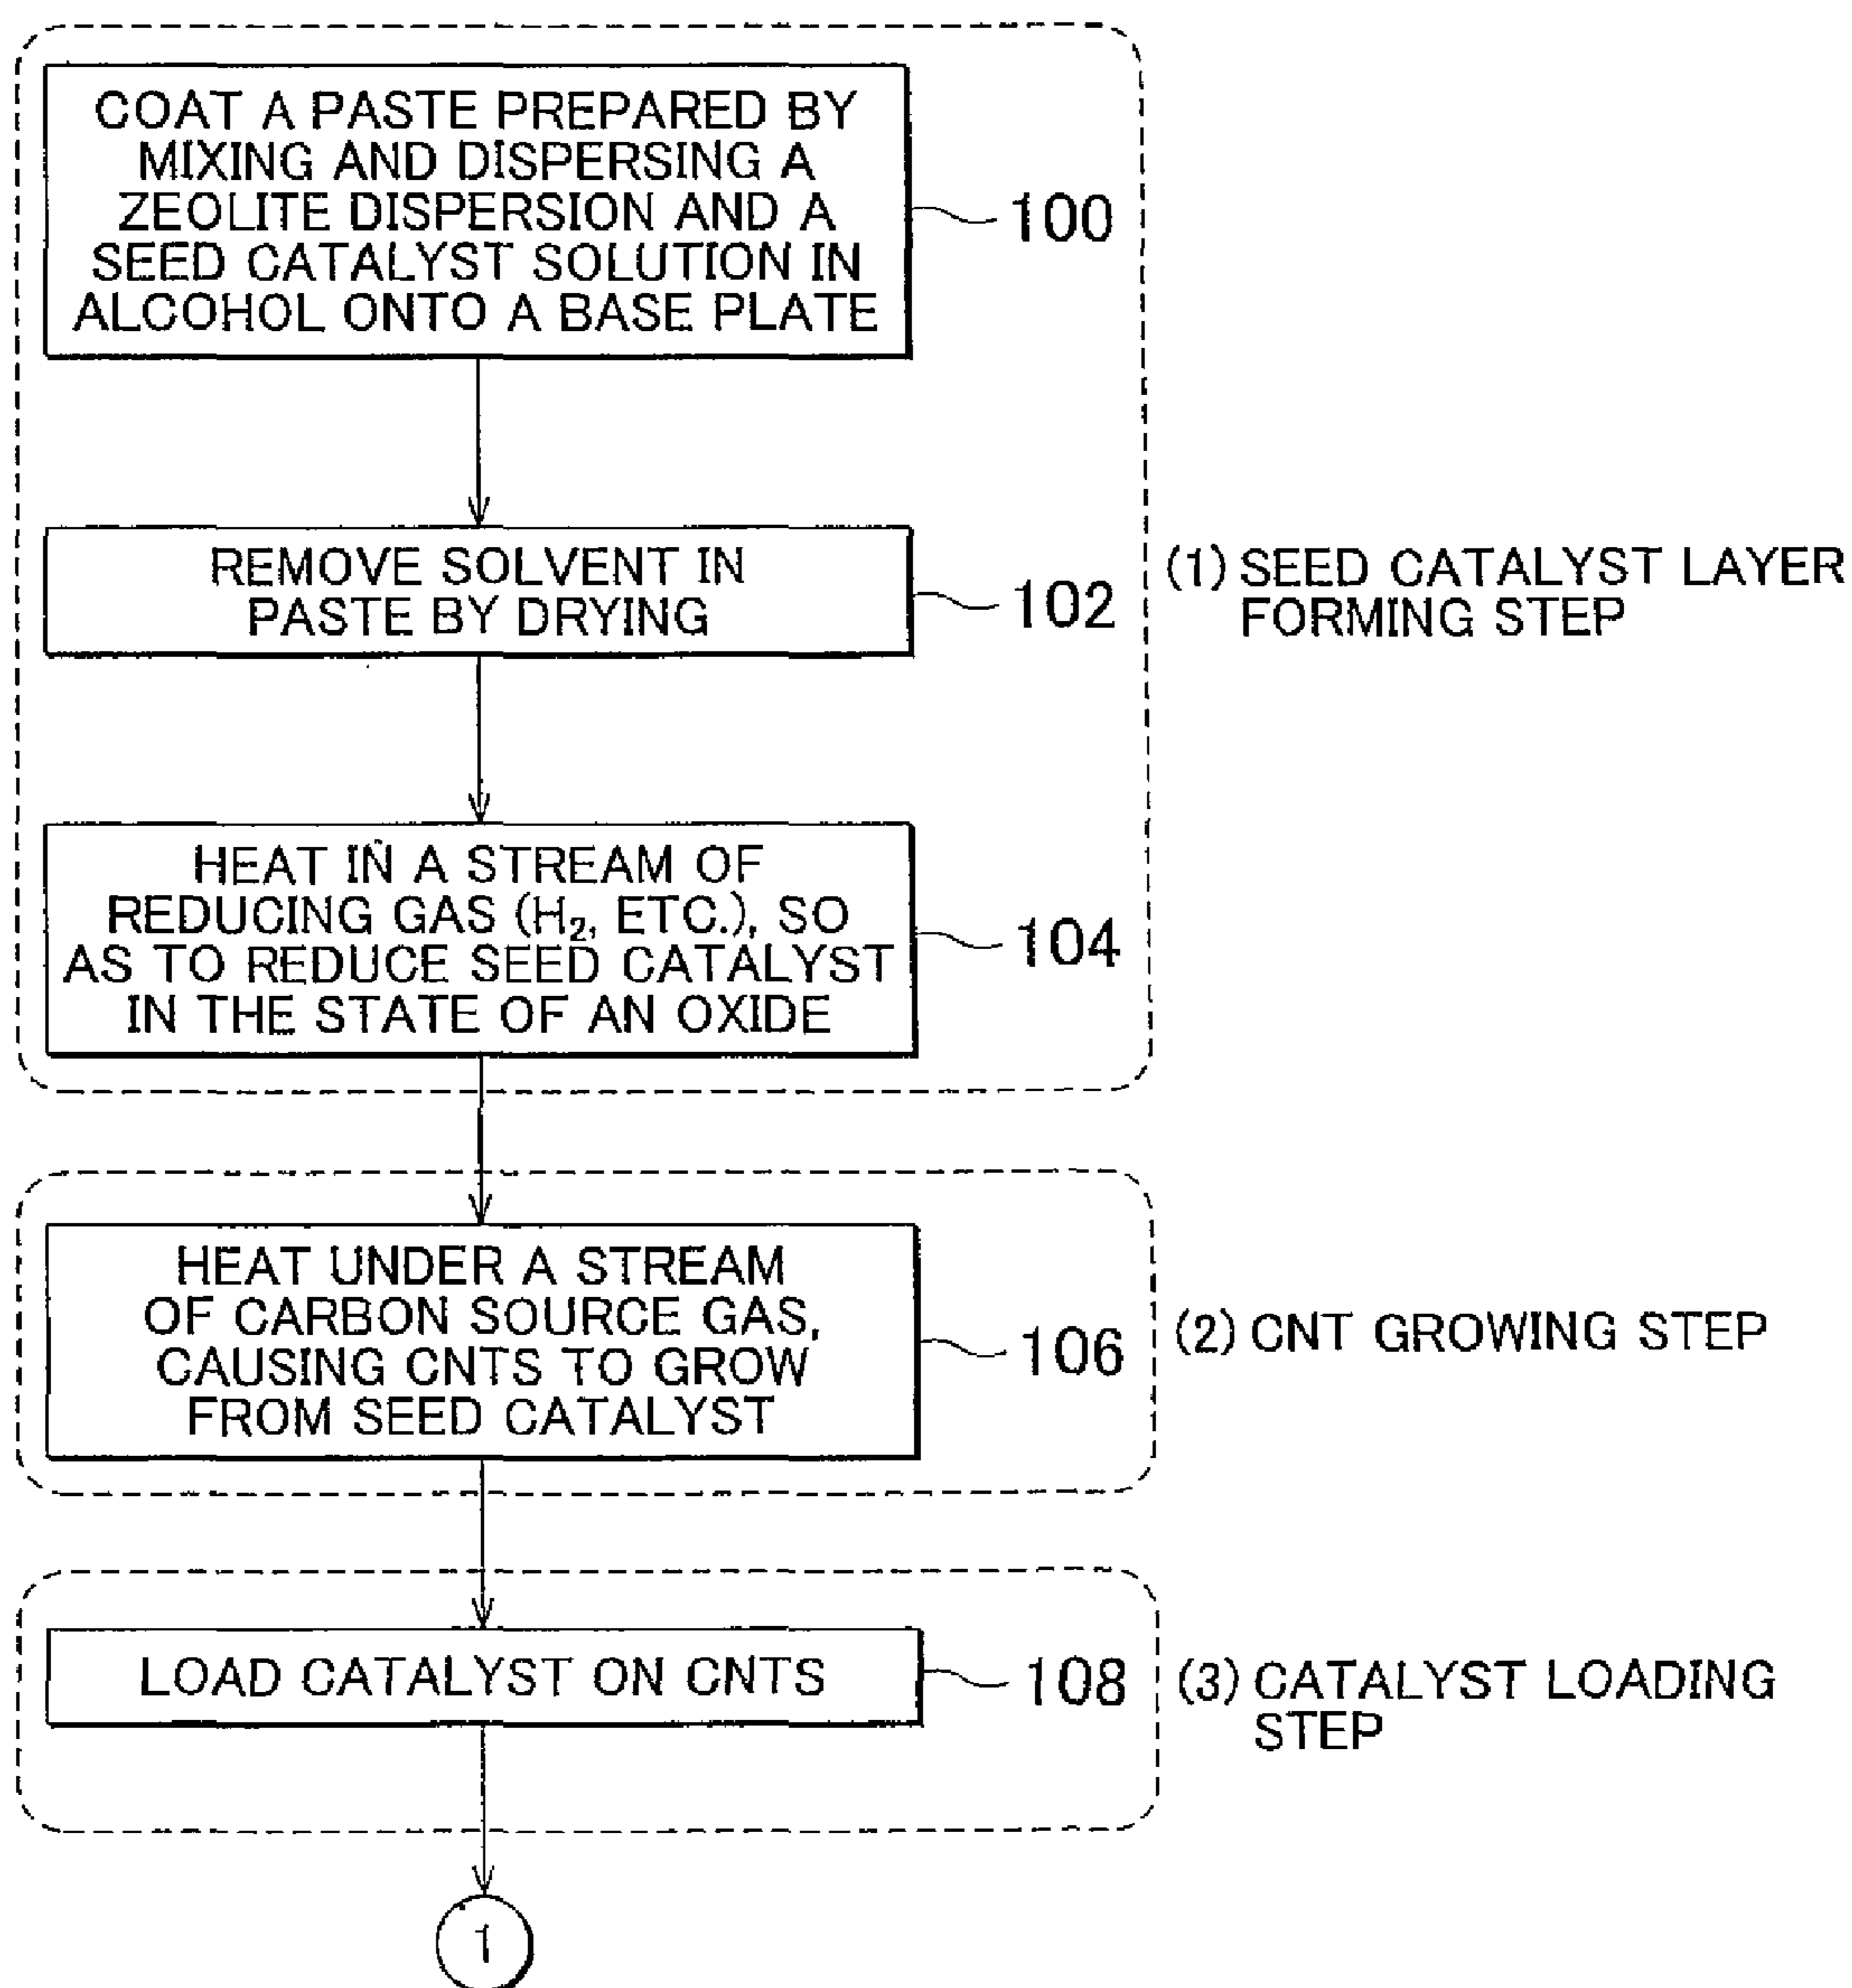 COAT A PASTE PREPARED BY
MIXING AND DISPERSING A
ZEOLITE DISPERSION AND A
SEED CATALYST SOLUTION IN
ALCOHOL ONTO A BASE PLATE
100
REMOVE SOLVENT IN
PASTE BY DRYING
102
(1) SEED CATALYST LAYER
FORMING STEP
HEAT IN A STREAM OF
REDUCING GAS (H₂, ETC.), SO
AS TO REDUCE SEED CATALYST
IN THE STATE OF AN OXIDE
104
HEAT UNDER A STREAM
OF CARBON SOURCE GAS,
CAUSING CNTS TO GROW
FROM SEED CATALYST
106
(2) CNT GROWING STEP
LOAD CATALYST ON CNTS
108
(3) CATALYST LOADING
STEP
1